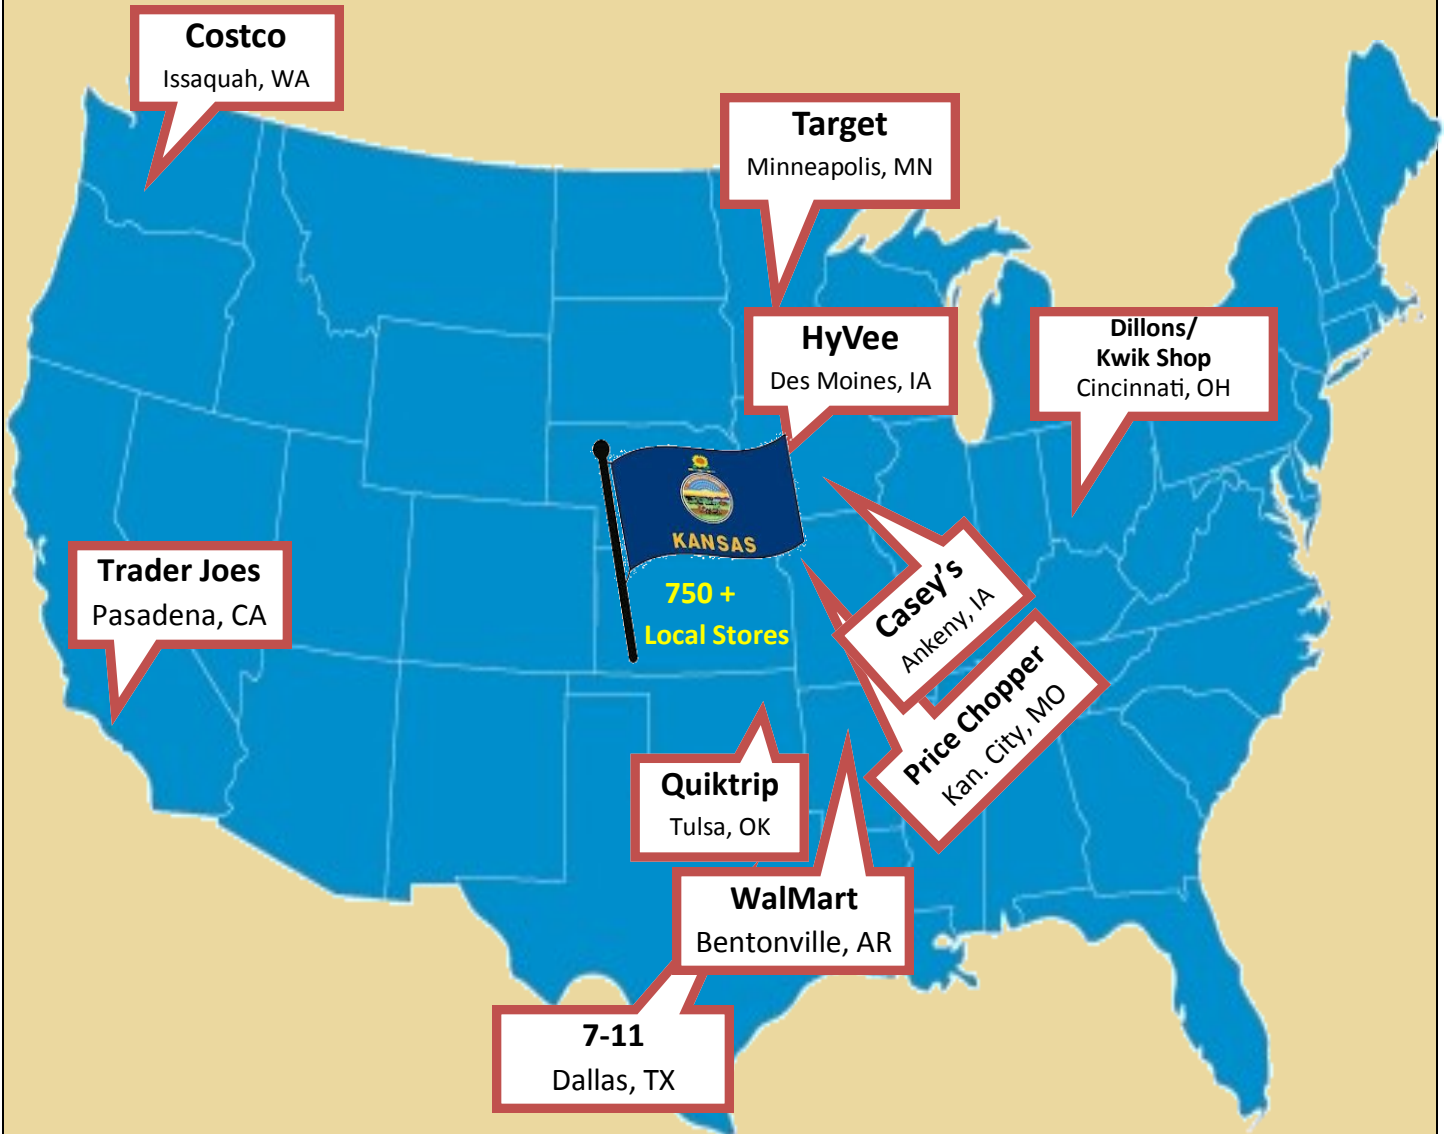 Costco
Issaquah, WA
Target
Minneapolis, MN
HyVee
Des Moines, IA
Dillons/
Kwik Shop
Cincinnati, OH
KANSAS
750 +
Local Stores
Trader Joes
Pasadena, CA
Casey’s
Ankeny, IA
Price Chopper
Kan. City, MO
Quiktrip
Tulsa, OK
WalMart
Bentonville, AR
7-11
Dallas, TX